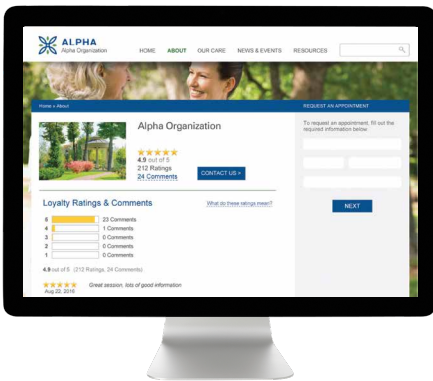 ALPHA
Alpha Organization
HOME ABOUT OUR CARE NEWS & EVENTS RESOURCES
Home » About
REQUEST AN APPOINTMENT
Alpha Organization
To request an appointment, fill out the
required information below.
4.9 out of 5
212 Ratings
24 Comments
CONTACT US »
Loyalty Ratings & Comments
What do these ratings mean?
NEXT
5 23 Comments
4 1 Comments
3 0 Comments
2 0 Comments
1 0 Comments
4.9 out of 5 (212 Ratings, 24 Comments)
Great session, lots of good information
Aug 22, 2016